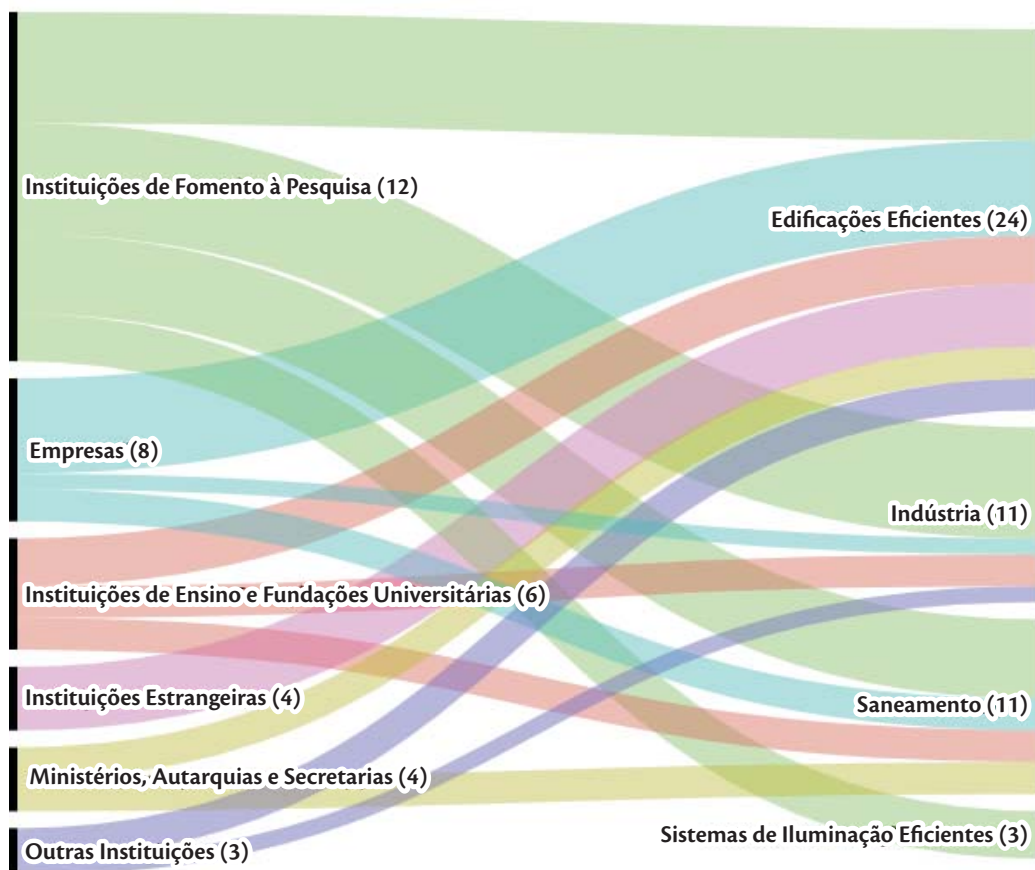 Instituições de Fomento à Pesquisa (12)
Edificações Eficientes (24)
Empresas (8)
Indústria (11)
Instituições de Ensino e Fundações Universitárias (6)
Instituições Estrangeiras (4)
Saneamento (11)
Ministérios, Autarquias e Secretarias (4)
Sistemas de Iluminação Eficientes (3)
Outras Instituições (3)